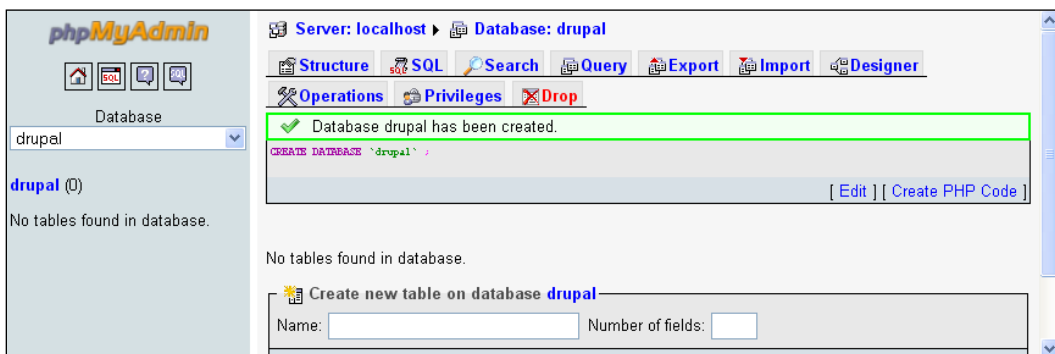 phpMyAdmin
SQL
SQL
Database
drupal
drupal (0)
No tables found in database.
Server: localhost Database: drupal
Structure SQL Search Query Export Import Designer
Operations Privileges Drop
Database drupal has been created.
CREATE DATABASE `drupal` ;
[ Edit ] [ Create PHP Code ]
No tables found in database.
Create new table on database drupal
Name: Number of fields: